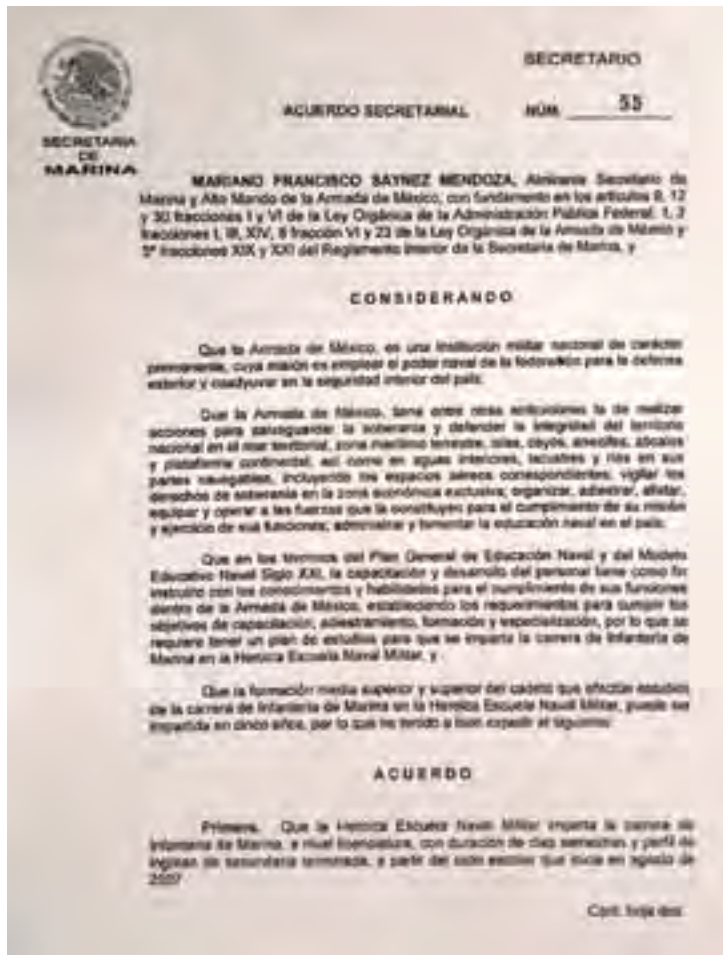 SECRETARIO
ACUERDO SECRETARIAL NÚM. 55
SECRETARIA
DE
MARINA
MARIANO FRANCISCO SAYNEZ MENDOZA, Almirante Secretario de
Marina y Alto Mando de la Armada de México, con fundamento en los artículos 9, 12
y 30 fracciones I y VI de la Ley Orgánica de la Administración Pública Federal, 1, 2
fracciones I, III, XIV, 8 fracción VI y 23 de la Ley Orgánica de la Armada de México y
5º fracciones XIX y XXI del Reglamento Interior de la Secretaría de Marina, y
CONSIDERANDO
Que la Armada de México, es una institución militar nacional de carácter
permanente, cuya misión es emplear el poder naval de la federación para la defensa
exterior y coadyuvar en la seguridad interior del país;
Que la Armada de México, tiene entre otras atribuciones la de realizar
acciones para salvaguardar la soberanía y defender la integridad del territorio
nacional en el mar territorial, zona marítimo terrestre, islas, cayos, arrecifes, zócalos
y plataforma continental, así como en aguas interiores, lacustres y ríos en sus
partes navegables, incluyendo los espacios aéreos correspondientes; vigilar los
derechos de soberanía en la zona económica exclusiva; organizar, adiestrar, alistar,
equipar y operar a las fuerzas que la constituyen para el cumplimiento de su misión
y ejercicio de sus funciones; administrar y fomentar la educación naval en el país;
Que en los términos del Plan General de Educación Naval y del Modelo
Educativo Naval Siglo XXI, la capacitación y desarrollo del personal tiene como fin
instruirlo con los conocimientos y habilidades para el cumplimiento de sus funciones
dentro de la Armada de México, estableciendo los requerimientos para cumplir los
objetivos de capacitación, adiestramiento, formación y especialización, por lo que se
requiere tener un plan de estudios para que se imparta la carrera de Infantería de
Marina en la Heroica Escuela Naval Militar, y
Que la formación media superior y superior del cadete que efectúe estudios
de la carrera de Infantería de Marina en la Heroica Escuela Naval Militar, puede ser
impartida en cinco años, por lo que he tenido a bien expedir el siguiente:
ACUERDO
Primero. Que la Heroica Escuela Naval Militar imparta la carrera de
Infantería de Marina, a nivel licenciatura, con duración de diez semestres y perfil de
ingreso de secundaria terminada, a partir del ciclo escolar que inicia en agosto de
2007.
Cont. hoja dos